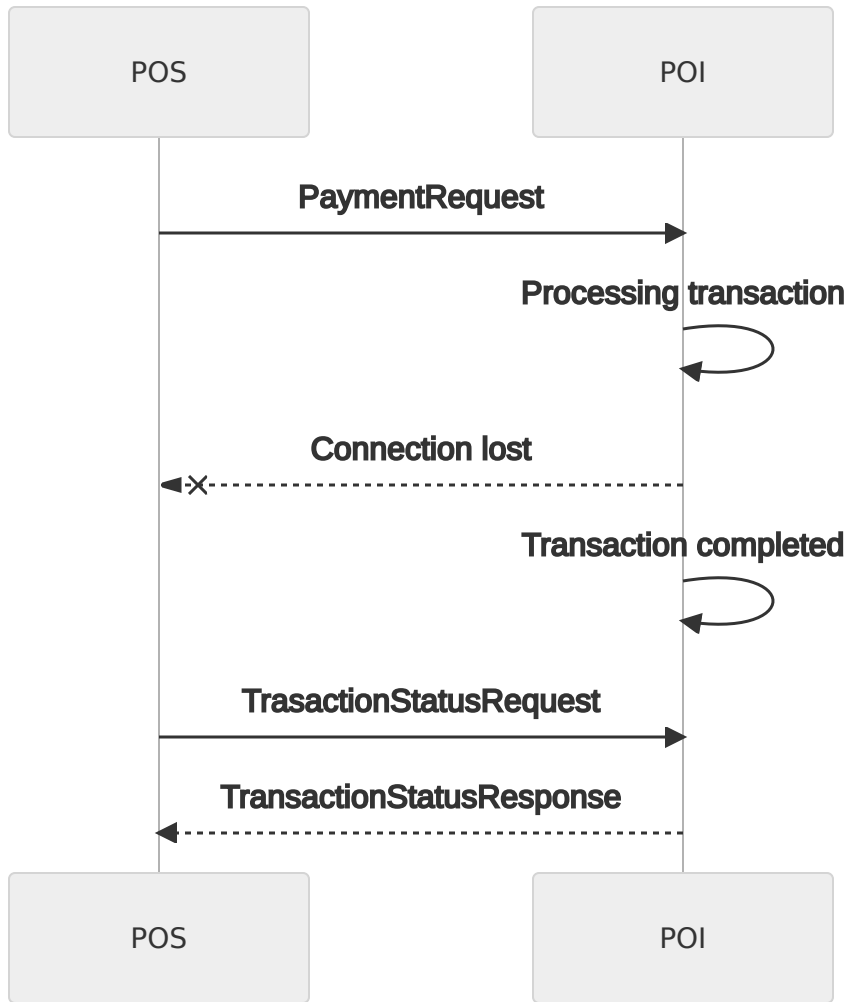 POS
POI
PaymentRequest
Processing transaction
Connection lost
Transaction completed
TrasactionStatusRequest
TransactionStatusResponse
POS
POI